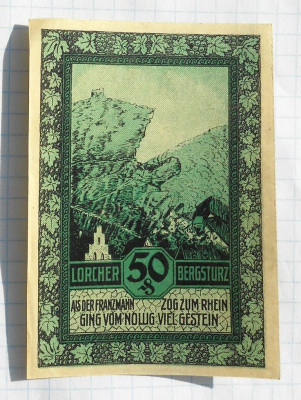 LORCHER 50 BERGSTURZ
ALS DER FRANZMANN ZOG ZUM RHEIN
GING VOM NOLLIG VIEL GESTEIN